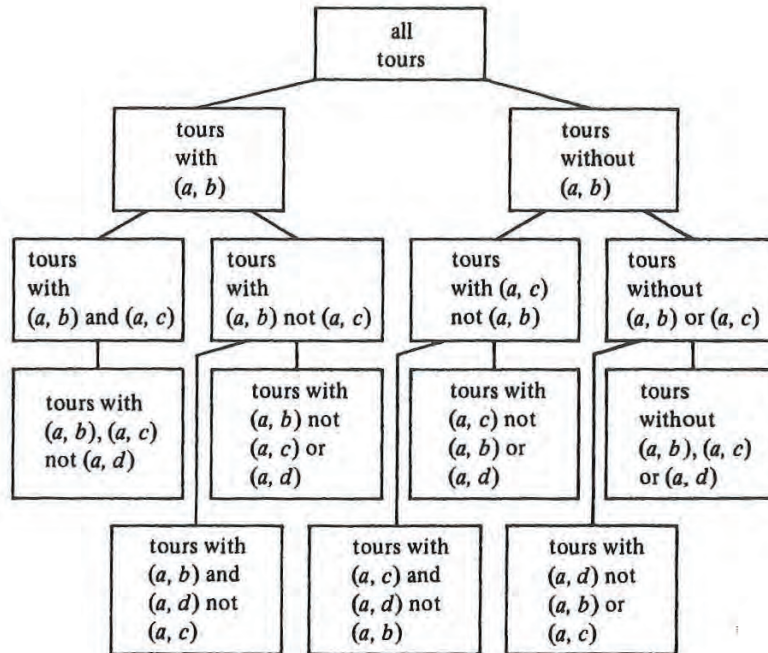 all
tours
tours
with
(a, b)
tours
without
(a, b)
tours
with
(a, b) and (a, c)
tours
with
(a, b) not (a, c)
tours
with (a, c)
not (a, b)
tours
without
(a, b) or (a, c)
tours with
(a, b), (a, c)
not (a, d)
tours with
(a, b) not
(a, c) or
(a, d)
tours with
(a, c) not
(a, b) or
(a, d)
tours
without
(a, b), (a, c)
or (a, d)
tours with
(a, b) and
(a, d) not
(a, c)
tours with
(a, c) and
(a, d) not
(a, b)
tours with
(a, d) not
(a, b) or
(a, c)